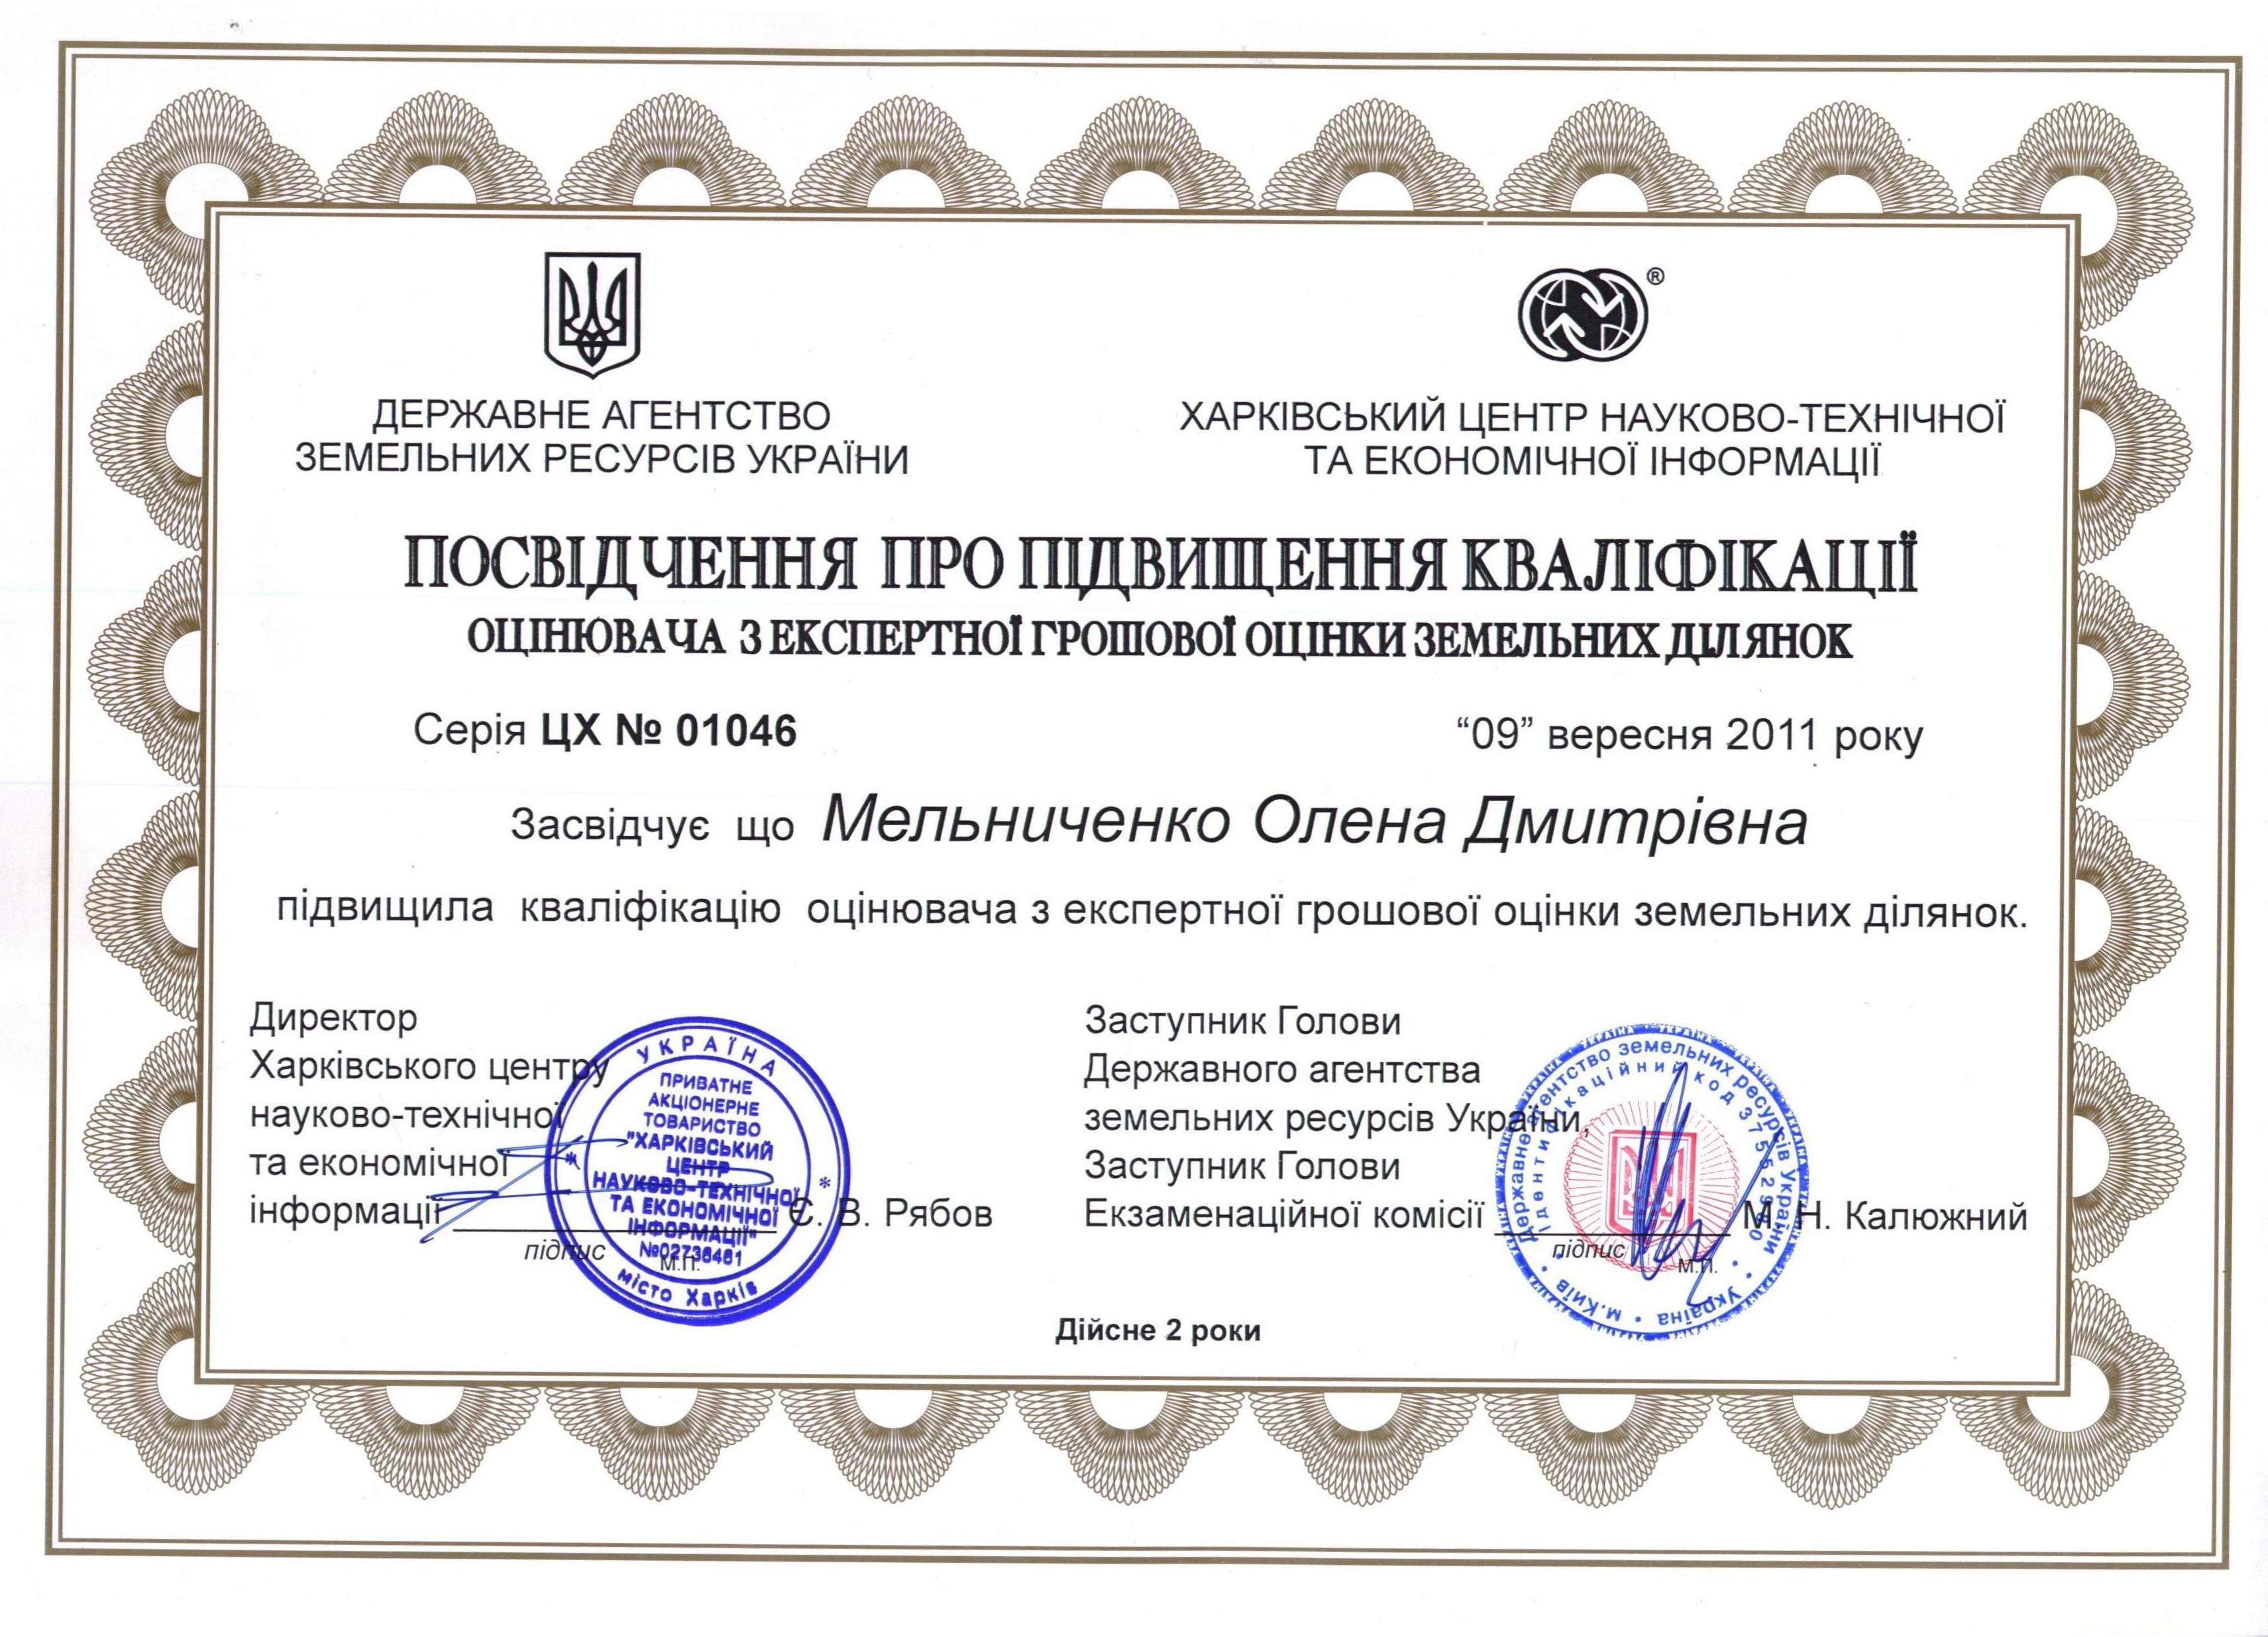 ®
ДЕРЖАВНЕ АГЕНТСТВО
ЗЕМЕЛЬНИХ РЕСУРСІВ УКРАЇНИ
ХАРКІВСЬКИЙ ЦЕНТР НАУКОВО-ТЕХНІЧНОЇ
ТА ЕКОНОМІЧНОЇ ІНФОРМАЦІЇ
ПОСВІДЧЕННЯ ПРО ПІДВИЩЕННЯ КВАЛІФІКАЦІЇ
ОЦІНЮВАЧА З ЕКСПЕРТНОЇ ГРОШОВОЇ ОЦІНКИ ЗЕМЕЛЬНИХ ДІЛЯНОК
Серія ЦХ № 01046
“09” вересня 2011 року
Засвідчує що Мельниченко Олена Дмитрівна
підвищила кваліфікацію оцінювача з експертної грошової оцінки земельних ділянок.
Директор
Харківського центру
науково-технічної
та економічної
інформації Є. В. Рябов
підпис
м.п.
УКРАЇНА
ПРИВАТНЕ
АКЦІОНЕРНЕ
ТОВАРИСТВО
"ХАРКІВСЬКИЙ
ЦЕНТР
НАУКОВО-ТЕХНІЧНОЇ
ТА ЕКОНОМІЧНОЇ
ІНФОРМАЦІЇ"
№02736461
місто Харків
Заступник Голови
Державного агентства
земельних ресурсів України,
Заступник Голови
Екзаменаційної комісії М. Н. Калюжний
підпис
м.п.
Державне агентство земельних ресурсів України
Ідентифікаційний код
Україна • м.Київ
Дійсне 2 роки